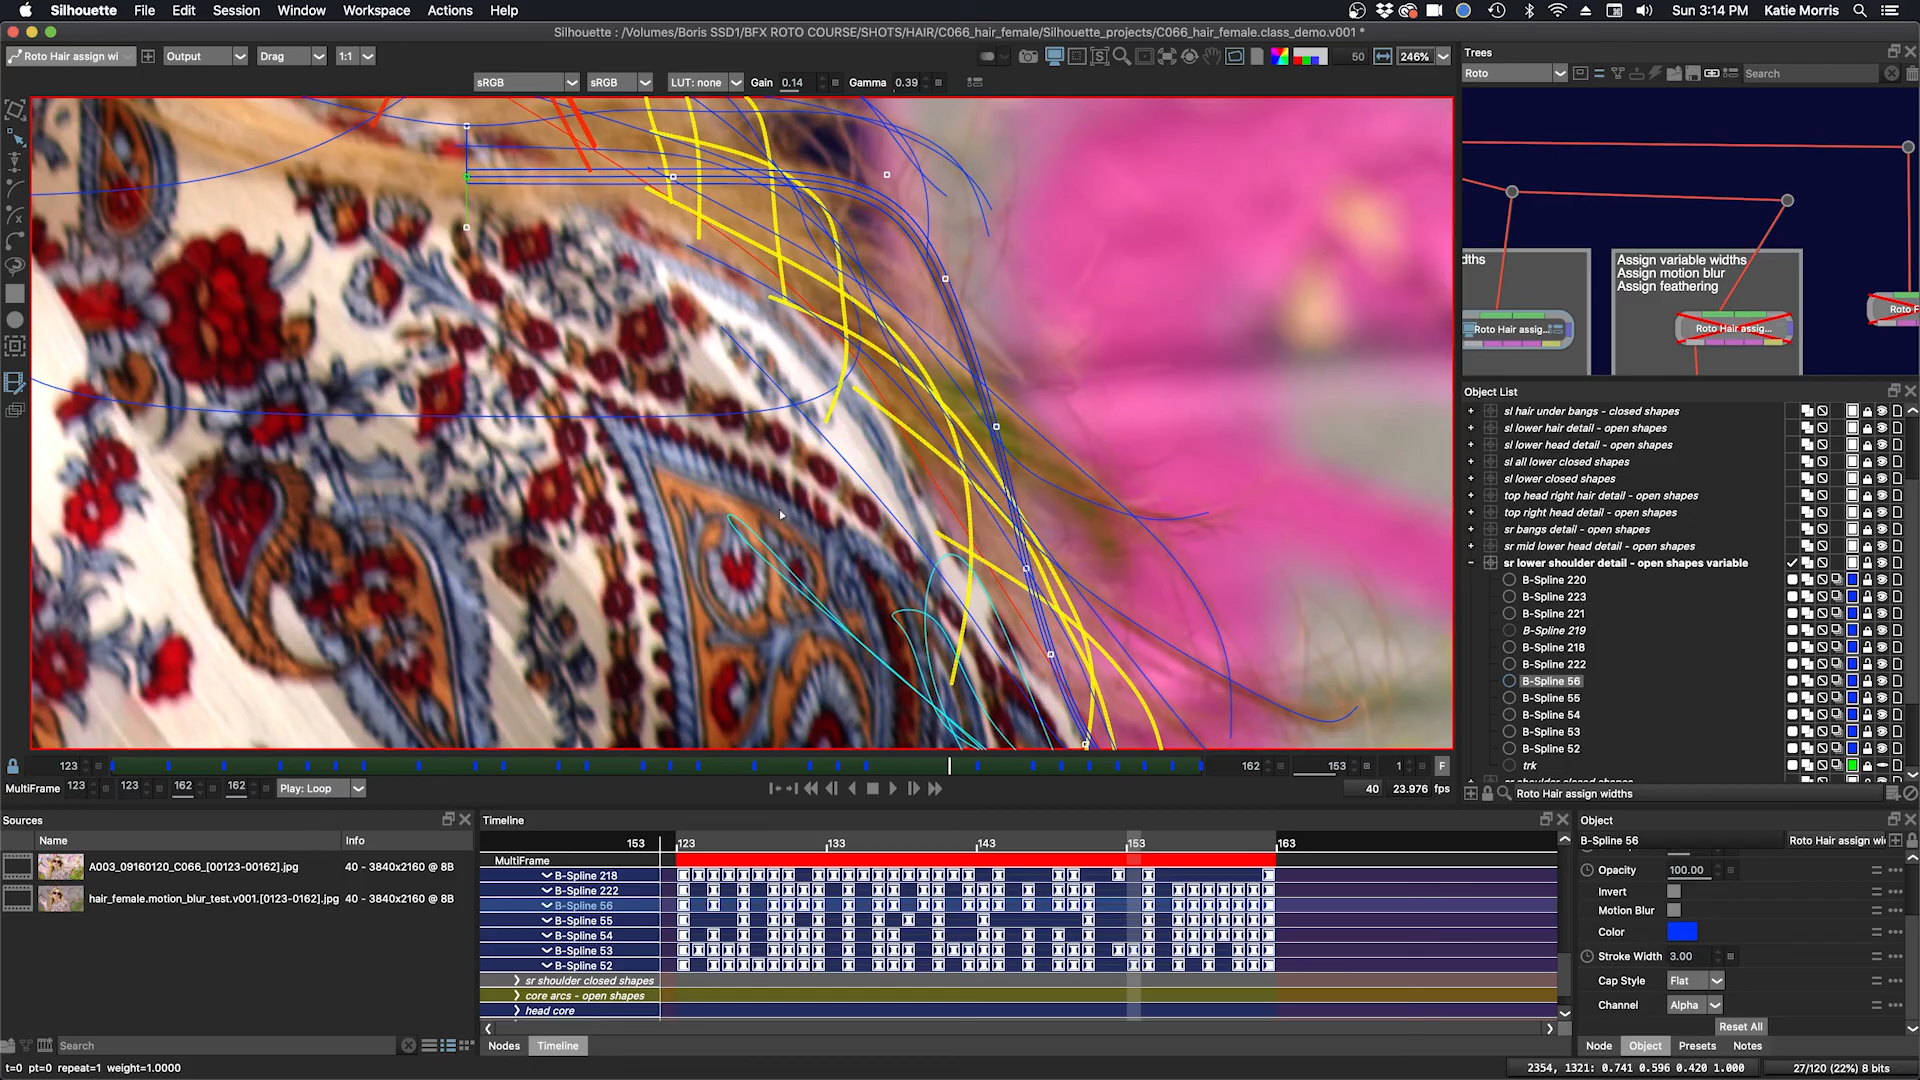 Silhouette File Edit Session Window Workspace Actions Help
Sun 3:14 PM Katie Morris
Silhouette : /Volumes/Boris SSD1/BFX ROTO COURSE/SHOTS/HAIR/C066_hair_female/Silhouette_projects/C066_hair_female.class_demo.v001 *
Roto Hair assign wi Output Drag 1:1 50 246%
sRGB sRGB LUT: none Gain 0.14 Gamma 0.39
Trees
Roto Search
dths
Assign variable widths
Assign motion blur
Assign feathering
Roto Hair assig...
Roto Hair assig...
Roto F
Object List
sl hair under bangs - closed shapes
sl lower hair detail - open shapes
sl lower head detail - open shapes
sl all lower closed shapes
sl lower closed shapes
top head right hair detail - open shapes
top right head detail - open shapes
sr bangs detail - open shapes
sr mid lower head detail - open shapes
sr lower shoulder detail - open shapes variable
B-Spline 220
B-Spline 223
B-Spline 221
B-Spline 219
B-Spline 218
B-Spline 222
B-Spline 56
B-Spline 55
B-Spline 54
B-Spline 53
B-Spline 52
trk
Roto Hair assign widths
123 162 153 1 F
MultiFrame 123 123 162 162 Play: Loop 40 23.976 fps
Sources
Name Info
A003_09160120_C066_[00123-00162].jpg 40 - 3840x2160 @ 8B
hair_female.motion_blur_test.v001.[0123-0162].jpg 40 - 3840x2160 @ 8B
Search
Timeline
153 123 133 143 153 163
MultiFrame
B-Spline 218
B-Spline 222
B-Spline 56
B-Spline 55
B-Spline 54
B-Spline 53
B-Spline 52
sr shoulder closed shapes
core arcs - open shapes
head core
Nodes Timeline
Object
B-Spline 56 Roto Hair assign wi
Opacity 100.00
Invert
Motion Blur
Color
Stroke Width 3.00
Cap Style Flat
Channel Alpha
Reset All
Node Object Presets Notes
t=0 pt=0 repeat=1 weight=1.0000
2354, 1321: 0.741 0.596 0.420 1.000 27/120 (22%) 8 bits